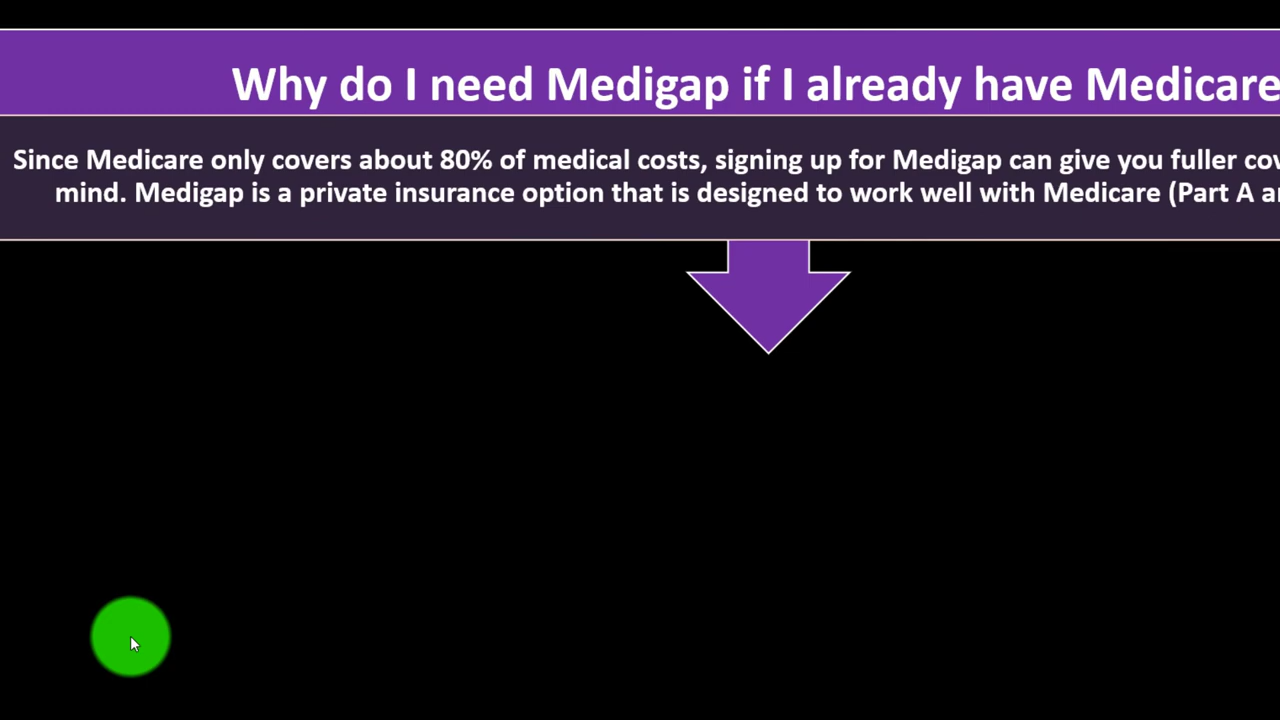 Why do I need Medigap if I already have Medicare
Since Medicare only covers about 80% of medical costs, signing up for Medigap can give you fuller
mind. Medigap is a private insurance option that is designed to work well with Medicare (Part A